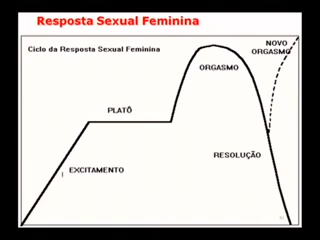 Resposta Sexual Feminina
Ciclo da Resposta Sexual Feminina
NOVO
ORGASMO
ORGASMO
PLATÔ
RESOLUÇÃO
EXCITAMENTO